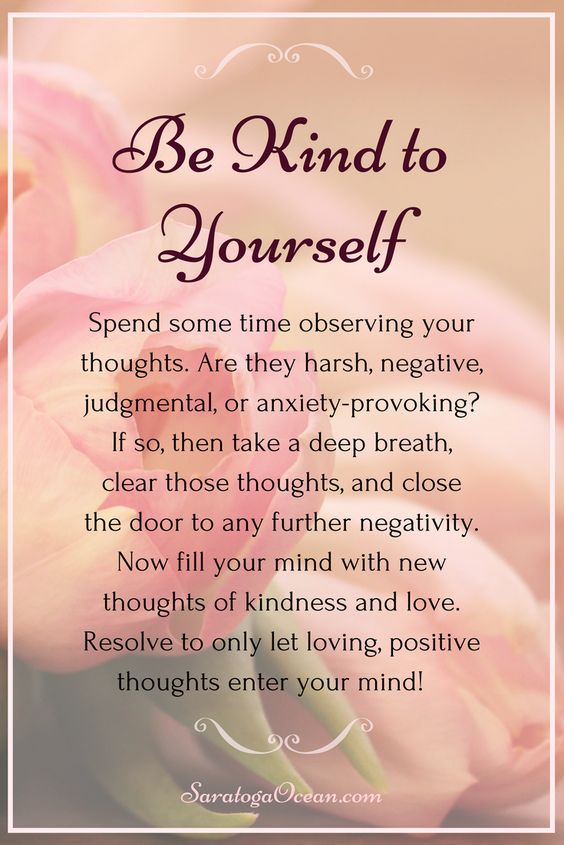 Be Kind to
Yourself
Spend some time observing your
thoughts. Are they harsh, negative,
judgmental, or anxiety-provoking?
If so, then take a deep breath,
clear those thoughts, and close
the door to any further negativity.
Now fill your mind with new
thoughts of kindness and love.
Resolve to only let loving, positive
thoughts enter your mind!
SaratogaOcean.com